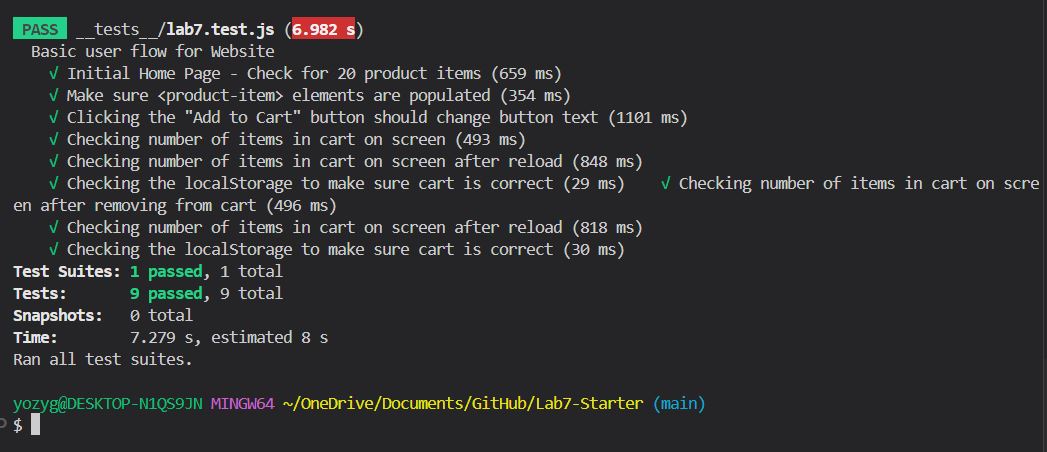 PASS __tests__/lab7.test.js (6.982 s)
Basic user flow for Website
√ Initial Home Page - Check for 20 product items (659 ms)
√ Make sure <product-item> elements are populated (354 ms)
√ Clicking the "Add to Cart" button should change button text (1101 ms)
√ Checking number of items in cart on screen (493 ms)
√ Checking number of items in cart on screen after reload (848 ms)
√ Checking the localStorage to make sure cart is correct (29 ms)    √ Checking number of items in cart on scre
en after removing from cart (496 ms)
√ Checking number of items in cart on screen after reload (818 ms)
√ Checking the localStorage to make sure cart is correct (30 ms)
Test Suites: 1 passed, 1 total
Tests:       9 passed, 9 total
Snapshots:   0 total
Time:        7.279 s, estimated 8 s
Ran all test suites.
yozyg@DESKTOP-N1QS9JN MINGW64 ~/OneDrive/Documents/GitHub/Lab7-Starter (main)
$